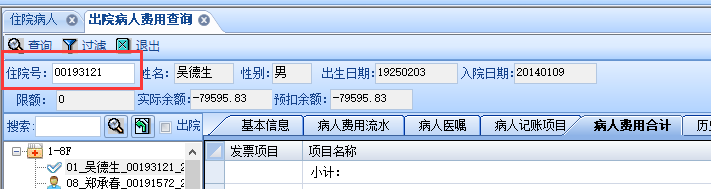 住院病人 出院病人费用查询
查询 过滤 退出
住院号: 00193121 姓名: 吴德生 性别: 男 出生日期: 19250203 入院日期: 20140109
限额: 0 实际余额: -79595.83 预扣余额: -79595.83
搜索: 出院 基本信息 病人费用流水 病人医嘱 病人记账项目 病人费用合计
1-8F 发票项目 项目名称
01_吴德生_00193121_2 小计:
08_郑承春_00191572_2